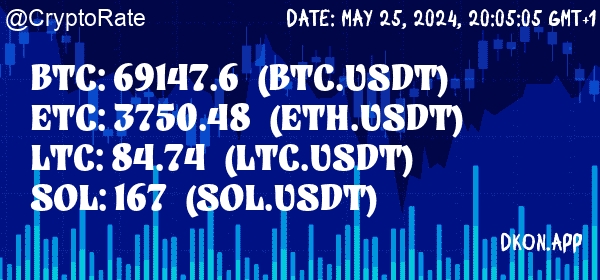 @CryptoRate
DATE: MAY 25, 2024, 20:05:05 GMT+1
BTC: 69147.6 (BTC.USDT)
ETC: 3750.48 (ETH.USDT)
LTC: 84.74 (LTC.USDT)
SOL: 167 (SOL.USDT)
DKON.APP